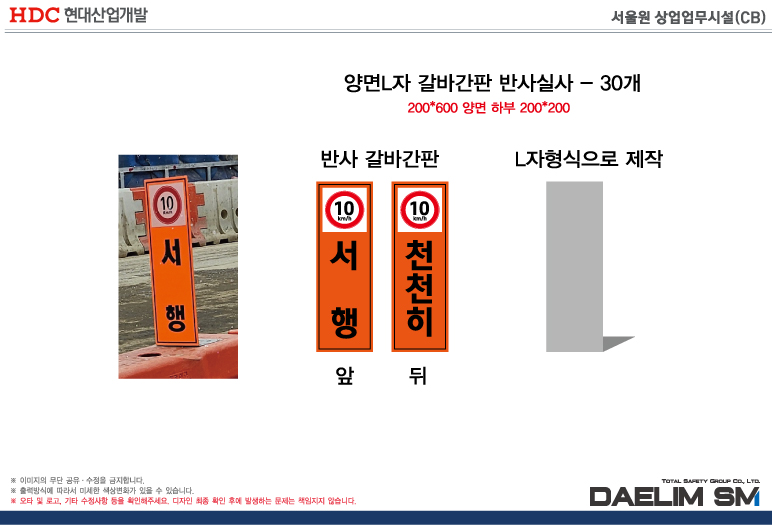 HDC 현대산업개발
서울원 상업업무시설(CB)
양면L자 갈바간판 반사실사 – 30개
200*600 양면 하부 200*200
반사 갈바간판
L자형식으로 제작
10
서
행
10
km/h
서
행
10
km/h
천
천
히
앞
뒤
※ 이미지의 무단 공유·수정을 금지합니다.
※ 출력방식에 따라서 미세한 색상변화가 있을 수 있습니다.
※ 오타 및 로고, 기타 수정사항 등을 확인해주세요. 디자인 최종 확인 후에 발생하는 문제는 책임지지 않습니다.
TOTAL SAFETY GROUP CO., LTD.
DAELIM SM